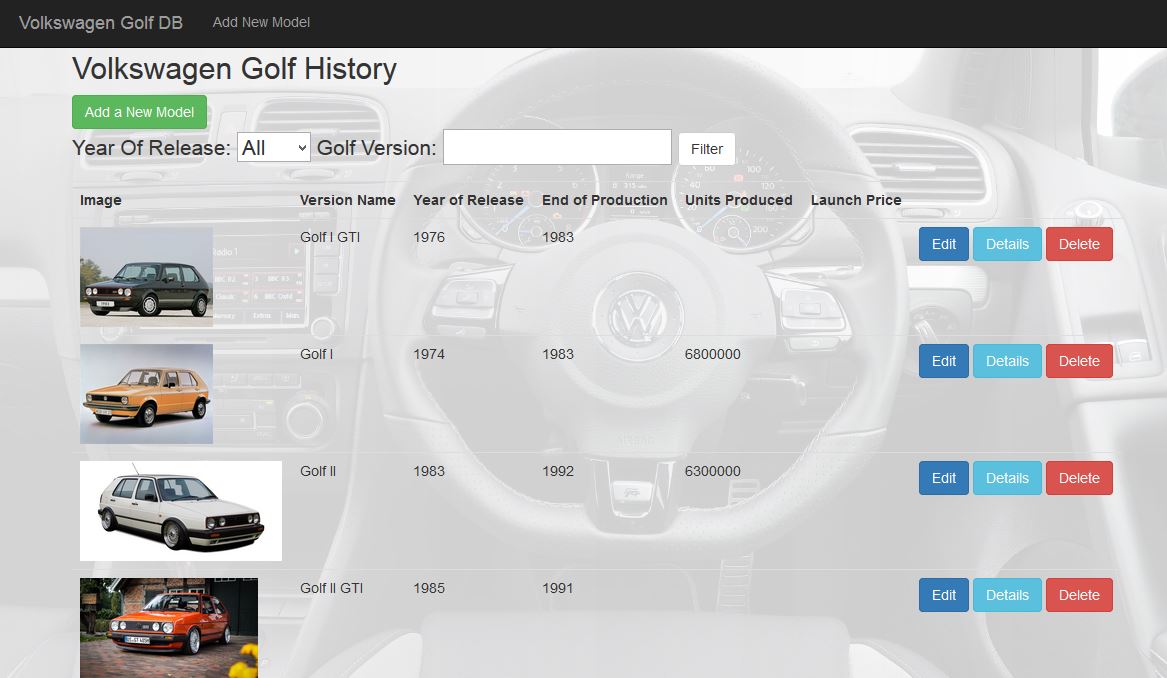 Volkswagen Golf DB Add New Model
Volkswagen Golf History
Add a New Model
Year Of Release: All Golf Version: Filter
Image Version Name Year of Release End of Production Units Produced Launch Price
Golf I GTI 1976 1983 Edit Details Delete
Golf I 1974 1983 6800000 Edit Details Delete
Golf II 1983 1992 6300000 Edit Details Delete
Golf II GTI 1985 1991 Edit Details Delete